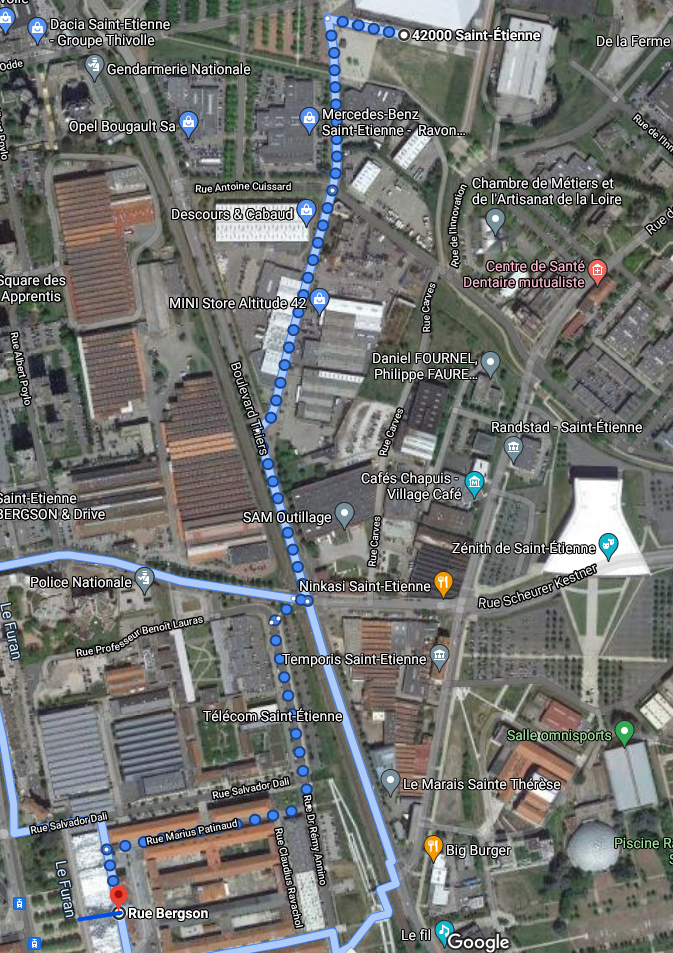 Dacia Saint-Etienne
- Groupe Thivolle
42000 Saint-Étienne
De la Ferme
Odde
Gendarmerie Nationale
Opel Bougault Sa
Mercedes-Benz
Saint-Etienne - Ravon...
Rue Antoine Cuissard
Chambre de Métiers et
de l'Artisanat de la Loire
Rue de l'Innovation
Descours & Cabaud
Centre de Santé
Dentaire mutualiste
Square des
Apprentis
MINI Store Altitude 42
Rue Carves
Rue Albert Poylo
Boulevard Thiers
Daniel FOURNEL,
Philippe FAURE...
Rue Carves
Randstad - Saint-Étienne
Cafés Chapuis -
Village Café
Saint-Etienne
BERGSON & Drive
SAM Outillage
Rue Carves
Zénith de Saint-Étienne
Police Nationale
Ninkasi Saint-Etienne
Rue Scheurer Kestner
Le Furan
Rue Professeur Benoît Lauras
Temporis Saint-Etienne
Télécom Saint-Étienne
Salle omnisports
Rue Salvador Dali
Le Marais Sainte Thérèse
Rue Salvador Dali
Rue Marius Patinaud
Rue Dr Rémy Annino
Rue Claudius Ravachol
Big Burger
Piscine
Le Furan
Rue Bergson
Le fil
Google